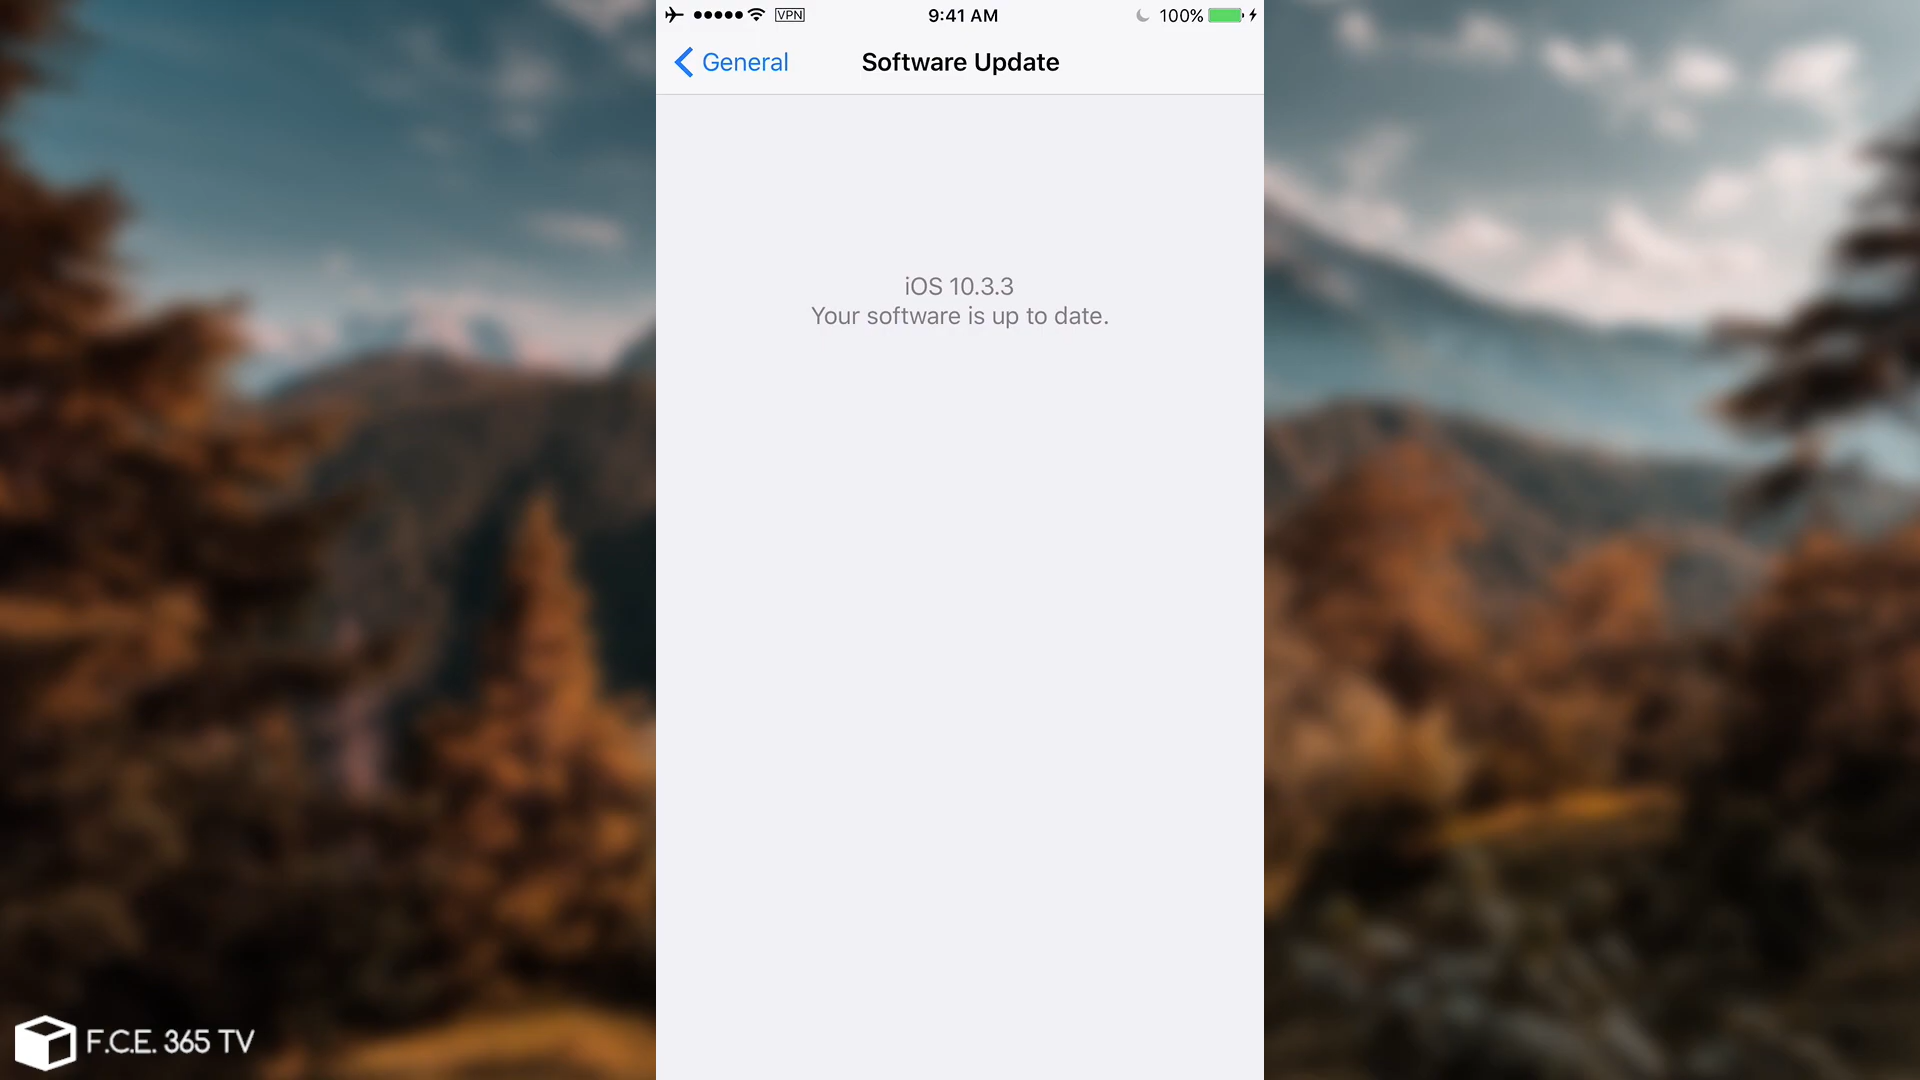 VPN 9:41 AM 100%
General Software Update
iOS 10.3.3
Your software is up to date.
F.C.E. 365 TV